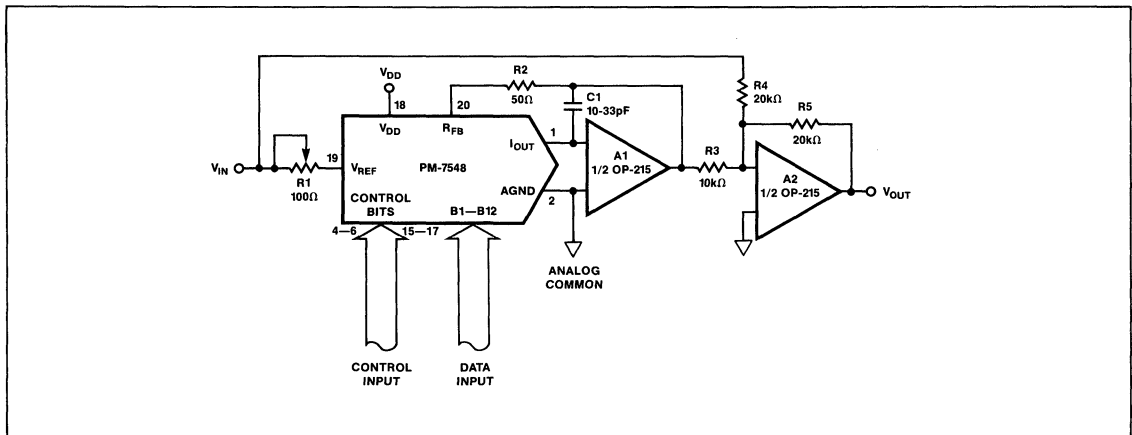 V_DD
R2
50Ω
C1
10-33pF
R4
20kΩ
R5
20kΩ
18
20
V_DD
R_FB
1
I_OUT
A1
1/2 OP-215
R3
10kΩ
A2
1/2 OP-215
V_OUT
V_IN
19
V_REF
PM-7548
R1
100Ω
AGND
2
CONTROL
BITS
B1—B12
4—6
15—17
ANALOG
COMMON
CONTROL
INPUT
DATA
INPUT